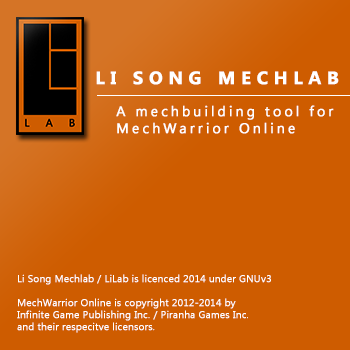 LAB
LI SONG MECHLAB
A mechbuilding tool for
MechWarrior Online
Li Song Mechlab / LiLab is licenced 2014 under GNUv3
MechWarrior Online is copyright 2012-2014 by
Infinite Game Publishing Inc. / Piranha Games Inc.
and their respecitve licensors.